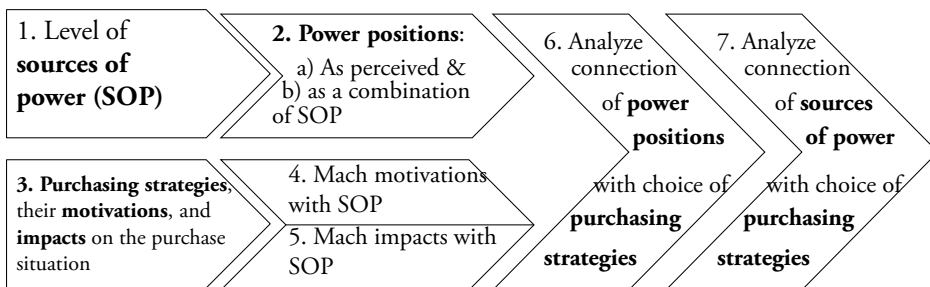 1. Level of
sources of
power (SOP)
2. Power positions:
a) As perceived &
b) as a combination
of SOP
3. Purchasing strategies,
their motivations, and
impacts on the purchase
situation
4. Mach motivations
with SOP
5. Mach impacts with
SOP
6. Analyze
connection
of power
positions
with choice of
purchasing
strategies
7. Analyze
connection
of sources
of power
with choice of
purchasing
strategies